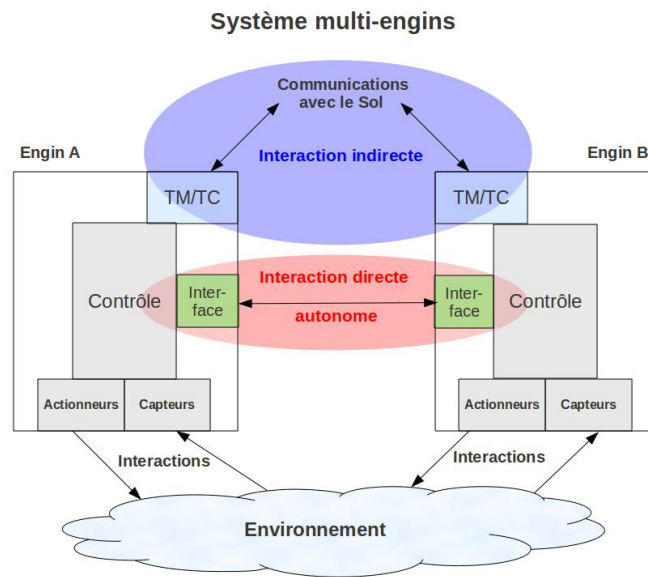 Système multi-engins
Communications
avec le Sol
Interaction indirecte
Engin A
Engin B
TM/TC
TM/TC
Contrôle
Inter-
face
Interaction directe
autonome
Inter-
face
Contrôle
Actionneurs
Capteurs
Actionneurs
Capteurs
Interactions
Interactions
Environnement